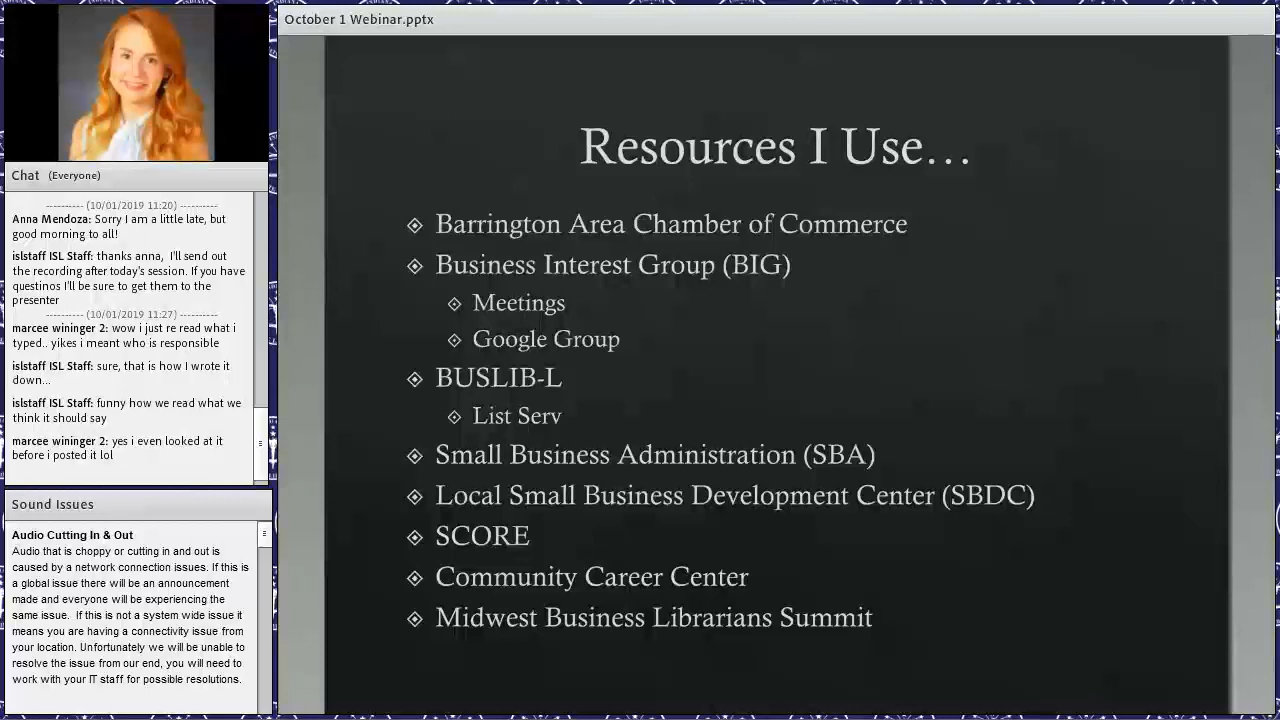 October 1 Webinar.pptx
Chat (Everyone)
---------- (10/01/2019 11:20) ----------
Anna Mendoza: Sorry I am a little late, but
good morning to all!
islstaff ISL Staff: thanks anna, I'll send out
the recording after today's session. If you have
questinos I'll be sure to get them to the
presenter
---------- (10/01/2019 11:27) ----------
marcee wininger 2: wow i just re read what i
typed.. yikes i meant who is responsible
islstaff ISL Staff: sure, that is how I wrote it
down...
islstaff ISL Staff: funny how we read what we
think it should say
marcee wininger 2: yes i even looked at it
before i posted it lol
Sound Issues
Audio Cutting In & Out
Audio that is choppy or cutting in and out is
caused by a network connection issues. If this is
a global issue there will be an announcement
made and everyone will be experiencing the
same issue. If this is not a system wide issue it
means you are having a connectivity issue from
your location. Unfortunately we will be unable to
resolve the issue from our end, you will need to
work with your IT staff for possible resolutions.
Resources I Use...
Barrington Area Chamber of Commerce
Business Interest Group (BIG)
Meetings
Google Group
BUSLIB-L
List Serv
Small Business Administration (SBA)
Local Small Business Development Center (SBDC)
SCORE
Community Career Center
Midwest Business Librarians Summit